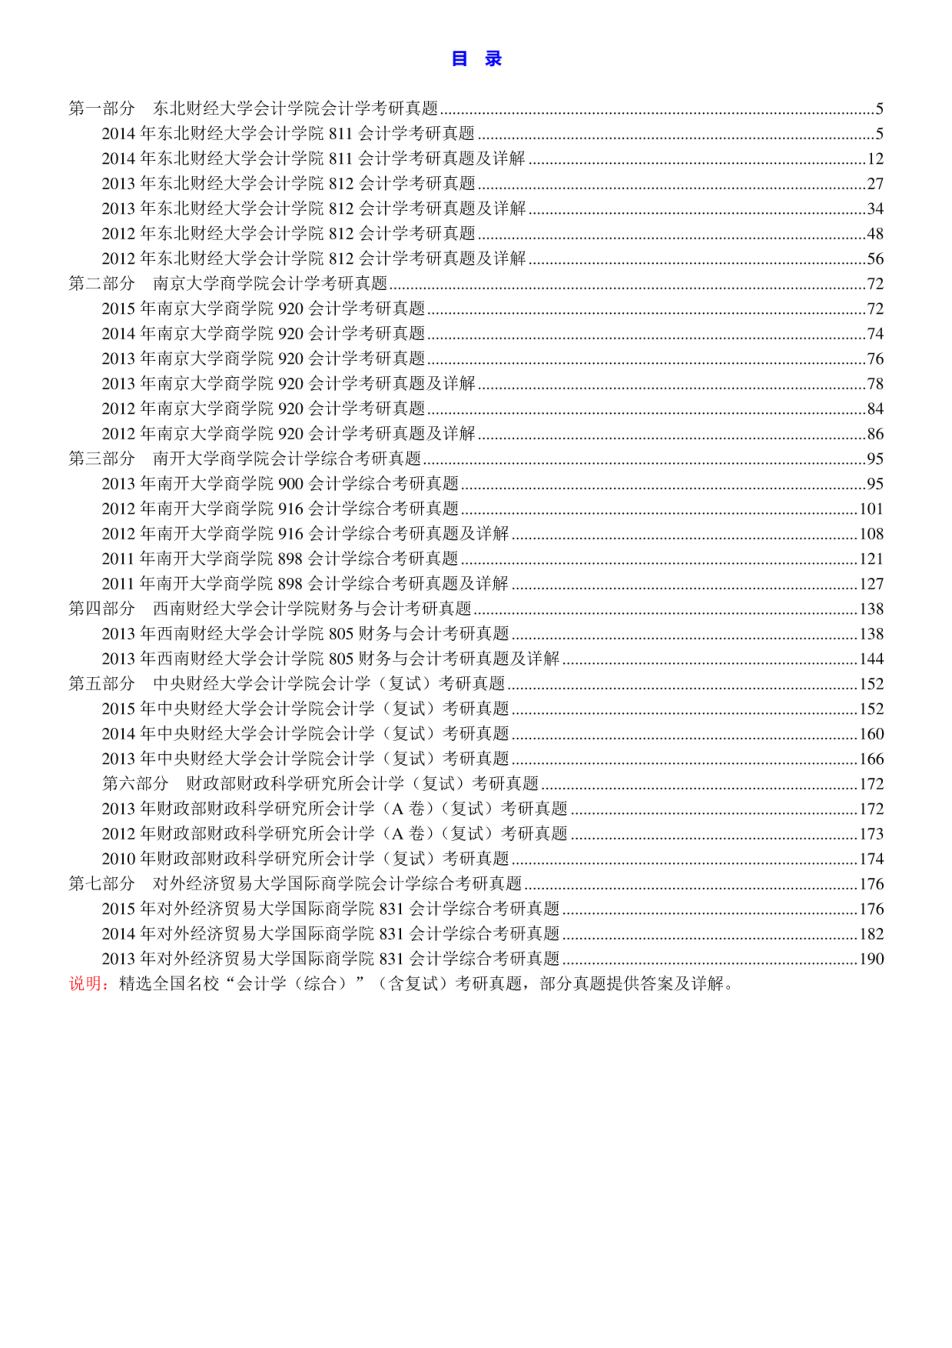 目 录
第一部分 东北财经大学会计学院会计学考研真题........5
2014 年东北财经大学会计学院 811 会计学考研真题........5
2014 年东北财经大学会计学院 811 会计学考研真题及详解........12
2013 年东北财经大学会计学院 812 会计学考研真题........27
2013 年东北财经大学会计学院 812 会计学考研真题及详解........34
2012 年东北财经大学会计学院 812 会计学考研真题........48
2012 年东北财经大学会计学院 812 会计学考研真题及详解........56
第二部分 南京大学商学院会计学考研真题........72
2015 年南京大学商学院 920 会计学考研真题........72
2014 年南京大学商学院 920 会计学考研真题........74
2013 年南京大学商学院 920 会计学考研真题........76
2013 年南京大学商学院 920 会计学考研真题及详解........78
2012 年南京大学商学院 920 会计学考研真题........84
2012 年南京大学商学院 920 会计学考研真题及详解........86
第三部分 南开大学商学院会计学综合考研真题........95
2013 年南开大学商学院 900 会计学综合考研真题........95
2012 年南开大学商学院 916 会计学综合考研真题........101
2012 年南开大学商学院 916 会计学综合考研真题及详解........108
2011 年南开大学商学院 898 会计学综合考研真题........121
2011 年南开大学商学院 898 会计学综合考研真题及详解........127
第四部分 西南财经大学会计学院财务与会计考研真题........138
2013 年西南财经大学会计学院 805 财务与会计考研真题........138
2013 年西南财经大学会计学院 805 财务与会计考研真题及详解........144
第五部分 中央财经大学会计学院会计学（复试）考研真题........152
2015 年中央财经大学会计学院会计学（复试）考研真题........152
2014 年中央财经大学会计学院会计学（复试）考研真题........160
2013 年中央财经大学会计学院会计学（复试）考研真题........166
第六部分 财政部财政科学研究所会计学（复试）考研真题........172
2013 年财政部财政科学研究所会计学（A 卷）（复试）考研真题........172
2012 年财政部财政科学研究所会计学（A 卷）（复试）考研真题........173
2010 年财政部财政科学研究所会计学（复试）考研真题........174
第七部分 对外经济贸易大学国际商学院会计学综合考研真题........176
2015 年对外经济贸易大学国际商学院 831 会计学综合考研真题........176
2014 年对外经济贸易大学国际商学院 831 会计学综合考研真题........182
2013 年对外经济贸易大学国际商学院 831 会计学综合考研真题........190
说明：精选全国名校“会计学（综合）”（含复试）考研真题，部分真题提供答案及详解。